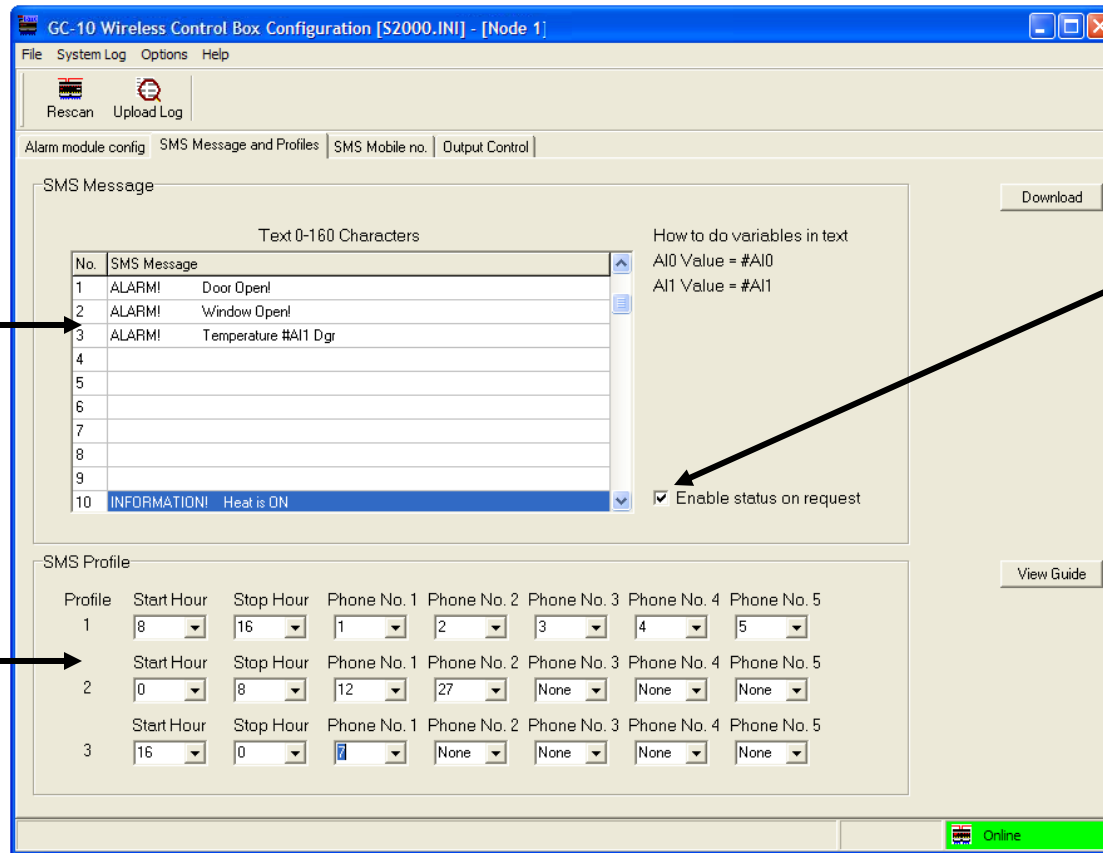 GC-10 Wireless Control Box Configuration [S2000.INI] - [Node 1]
File System Log Options Help
Rescan Upload Log
Alarm module config SMS Message and Profiles SMS Mobile no. Output Control
SMS Message
Download
Text 0-160 Characters
How to do variables in text
No. SMS Message
AI0 Value = #AI0
1 ALARM! Door Open!
AI1 Value = #AI1
2 ALARM! Window Open!
3 ALARM! Temperature #AI1 Dgr
4
5
6
7
8
9
10 INFORMATION! Heat is ON
Enable status on request
SMS Profile
View Guide
Profile Start Hour Stop Hour Phone No. 1 Phone No. 2 Phone No. 3 Phone No. 4 Phone No. 5
1 8 16 1 2 3 4 5
Start Hour Stop Hour Phone No. 1 Phone No. 2 Phone No. 3 Phone No. 4 Phone No. 5
2 0 8 12 27 None None None
Start Hour Stop Hour Phone No. 1 Phone No. 2 Phone No. 3 Phone No. 4 Phone No. 5
3 16 0 7 None None None None
Online